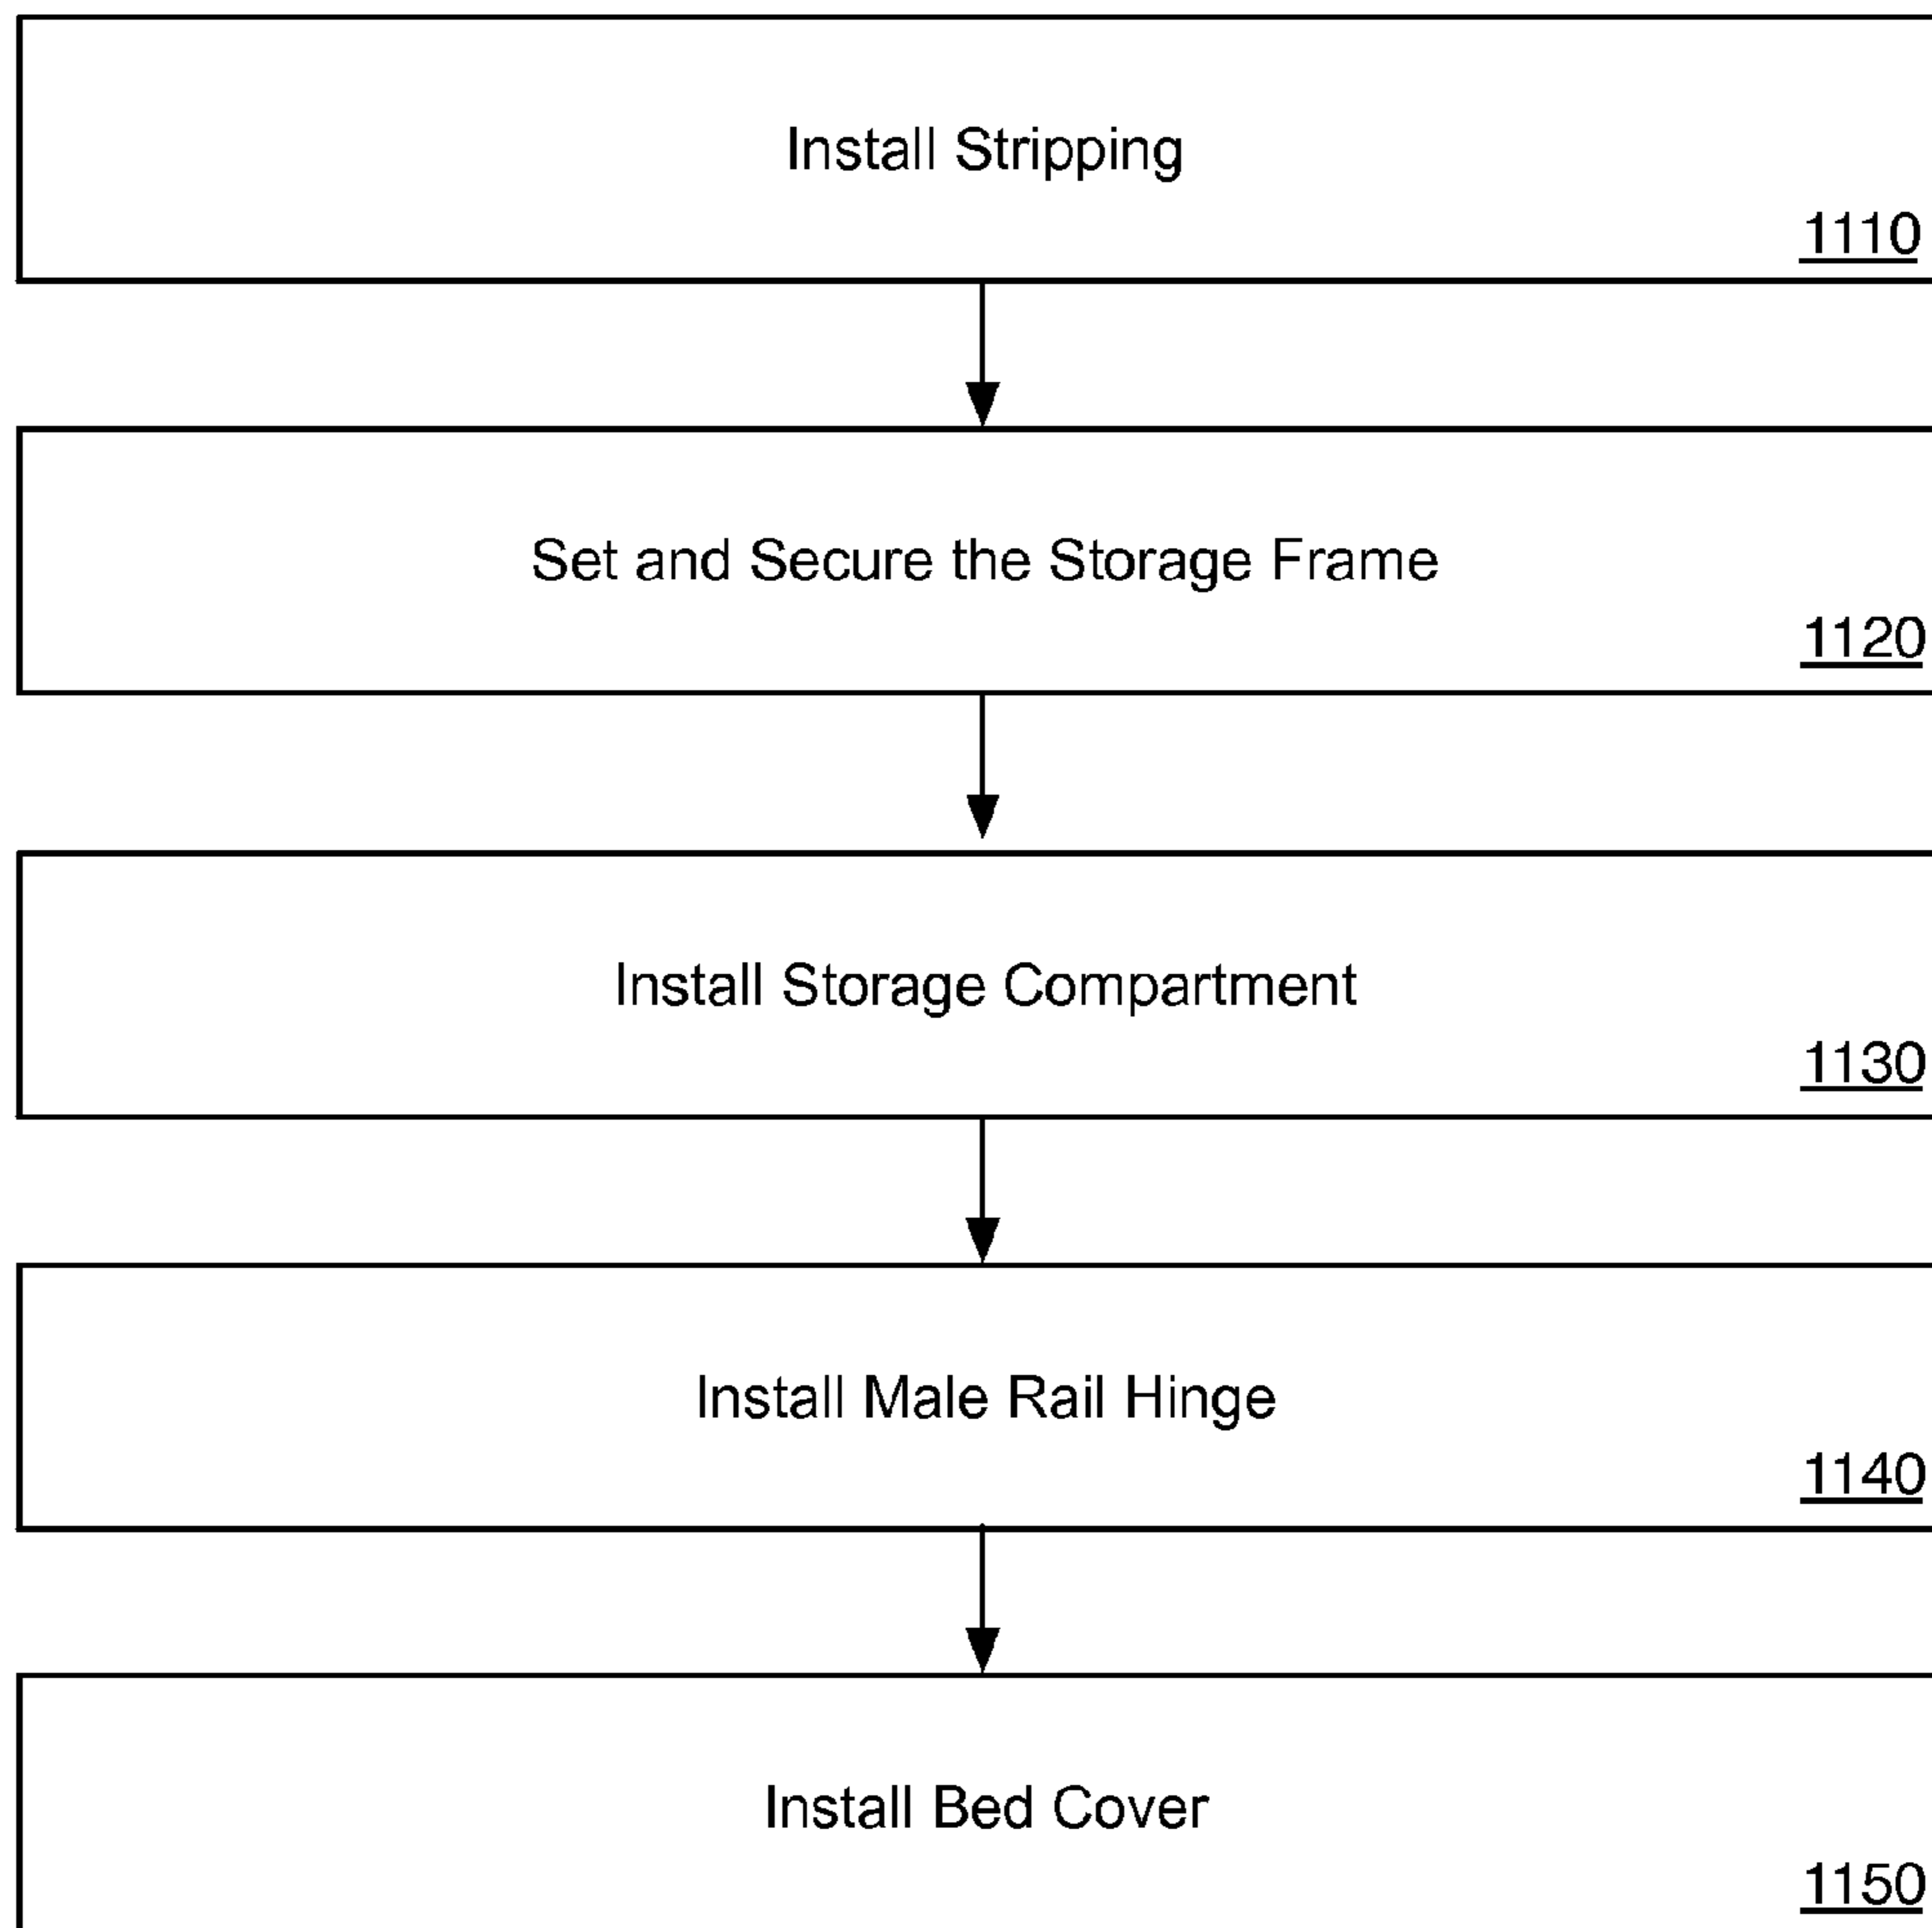 Install Stripping
1110
Set and Secure the Storage Frame
1120
Install Storage Compartment
1130
Install Male Rail Hinge
1140
Install Bed Cover
1150